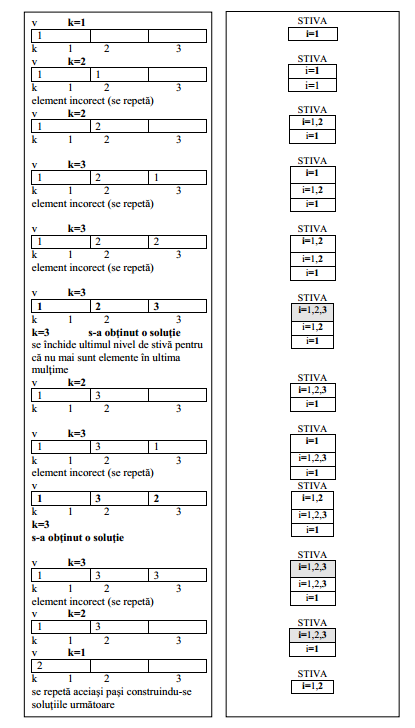 v k=1
1
k 1 2 3
k=2
1 1
k 1 2 3
element incorect (se repetă)
v k=2
1 2
k 1 2 3
v k=3
1 2 1
k 1 2 3
element incorect (se repetă)
v k=3
1 2 2
k 1 2 3
element incorect (se repetă)
v k=3
1 2 3
k 1 2 3
k=3 s-a obținut o soluție
se închide ultimul nivel de stivă pentru
că nu mai sunt elemente în ultima
mulțime
v k=2
1 3
k 1 2 3
v k=3
1 3 1
k 1 2 3
element incorect (se repetă)
v
1 3 2
k 1 2 3
k=3
s-a obținut o soluție
v k=3
1 3 3
k 1 2 3
element incorect (se repetă)
v k=2
1 3
k 1 2 3
v k=1
2
k 1 2 3
se repetă aceiași pași construindu-se
soluțiile următoare
STIVA
i=1
STIVA
i=1
i=1
STIVA
i=1,2
i=1
STIVA
i=1
i=1,2
i=1
STIVA
i=1,2
i=1,2
i=1
STIVA
i=1,2,3
i=1,2
i=1
STIVA
i=1,2,3
i=1
STIVA
i=1
i=1,2,3
i=1
STIVA
i=1,2
i=1,2,3
i=1
STIVA
i=1,2,3
i=1,2,3
i=1
STIVA
i=1,2,3
i=1
STIVA
i=1,2